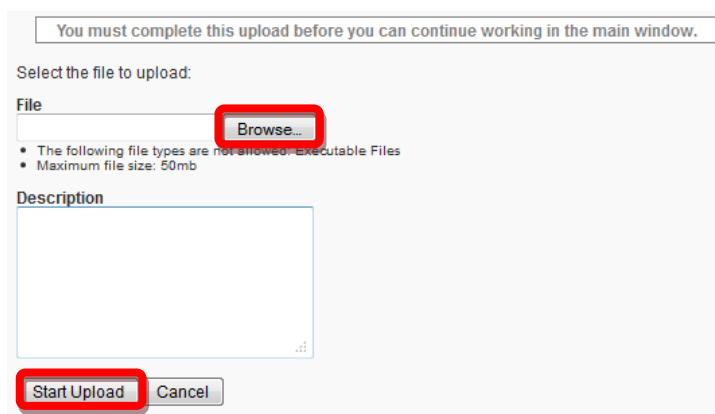 You must complete this upload before you can continue working in the main window.
Select the file to upload:
File
Browse...
• The following file types are not allowed: Executable Files
• Maximum file size: 50mb
Description
Start Upload Cancel